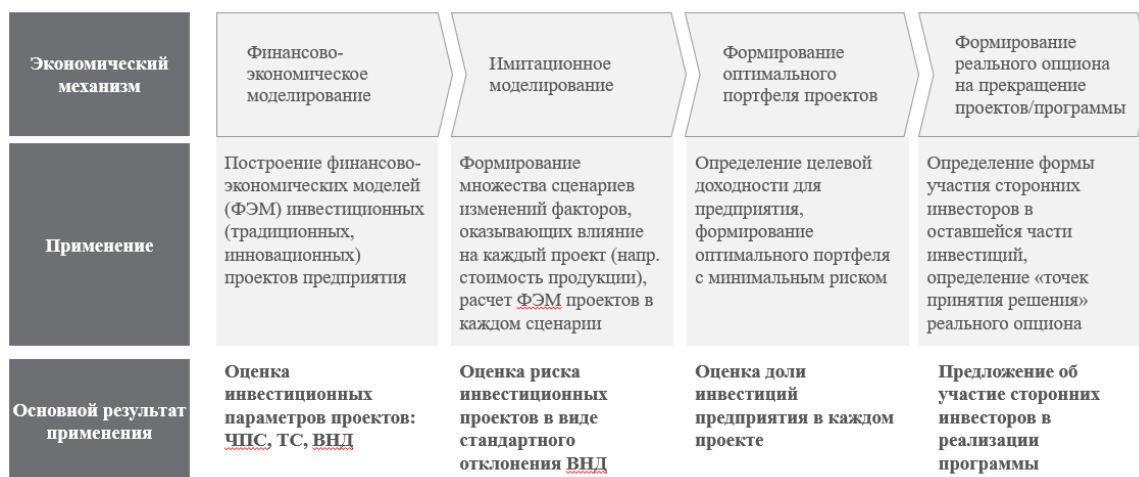 Экономический
механизм
Финансово-
экономическое
моделирование
Имитационное
моделирование
Формирование
оптимального
портфеля проектов
Формирование
реального опциона
на прекращение
проектов/программы
Применение
Построение финансово-
экономических моделей
(ФЭМ) инвестиционных
(традиционных,
инновационных)
проектов предприятия
Формирование
множества сценариев
изменений факторов,
оказывающих влияние
на каждый проект (напр.
стоимость продукции),
расчет ФЭМ проектов в
каждом сценарии
Определение целевой
доходности для
предприятия,
формирование
оптимального портфеля
с минимальным риском
Определение формы
участия сторонних
инвесторов в
оставшейся части
инвестиций,
определение «точек
принятия решения»
реального опциона
Основной результат
применения
Оценка
инвестиционных
параметров проектов:
ЧПС, ТС, ВНД
Оценка риска
инвестиционных
проектов в виде
стандартного
отклонения ВНД
Оценка доли
инвестиций
предприятия в каждом
проекте
Предложение об
участие сторонних
инвесторов в
реализации
программы